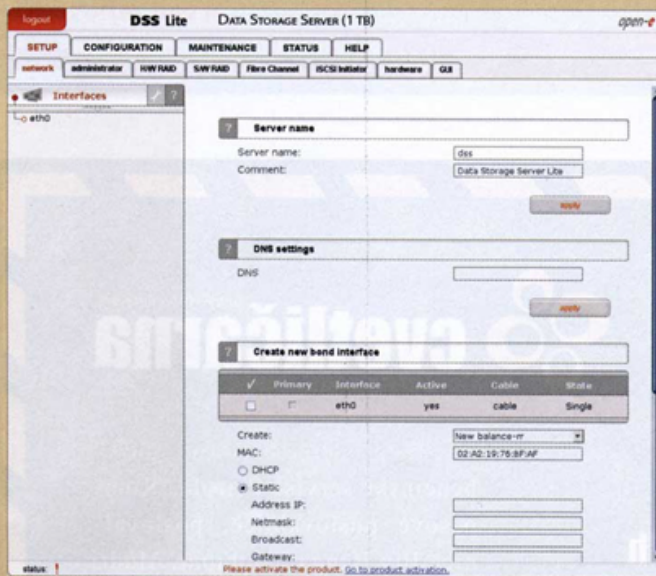 logout DSS Lite DATA STORAGE SERVER (1 TB) open-e
SETUP CONFIGURATION MAINTENANCE STATUS HELP
network administrator H/W RAID S/W RAID Fibre Channel iSCSI Initiator hardware GUI
Interfaces ?
eth0
? Server name
Server name: dss
Comment: Data Storage Server Lite
apply
? DNS settings
DNS
apply
? Create new bond interface
Primary Interface Active Cable State
eth0 yes cable Single
Create: New balance-rr
MAC: 02:A2:19:76:8F:AF
DHCP
Static
Address IP:
Netmask:
Broadcast:
Gateway:
status: ! Please activate the product. Go to product activation.